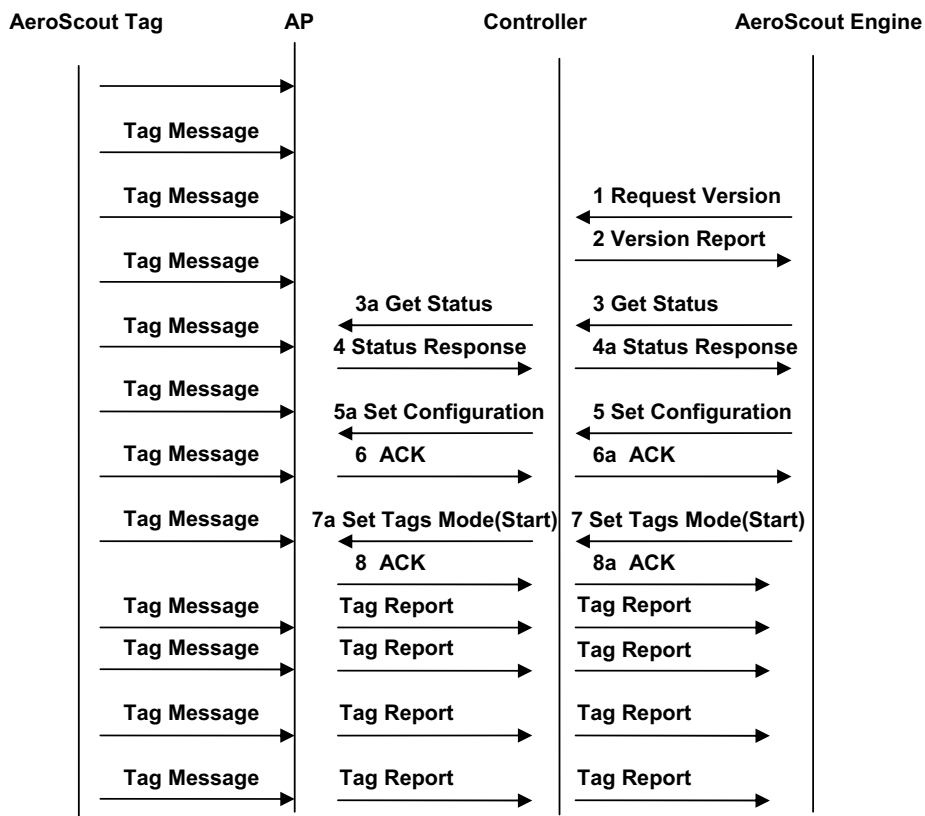 AeroScout Tag AP Controller AeroScout Engine
Tag Message
Tag Message 1 Request Version
2 Version Report
Tag Message
3a Get Status 3 Get Status
Tag Message
4 Status Response 4a Status Response
Tag Message
5a Set Configuration 5 Set Configuration
Tag Message 6 ACK 6a ACK
Tag Message 7a Set Tags Mode(Start) 7 Set Tags Mode(Start)
8 ACK 8a ACK
Tag Message Tag Report Tag Report
Tag Message Tag Report Tag Report
Tag Message Tag Report Tag Report
Tag Message Tag Report Tag Report